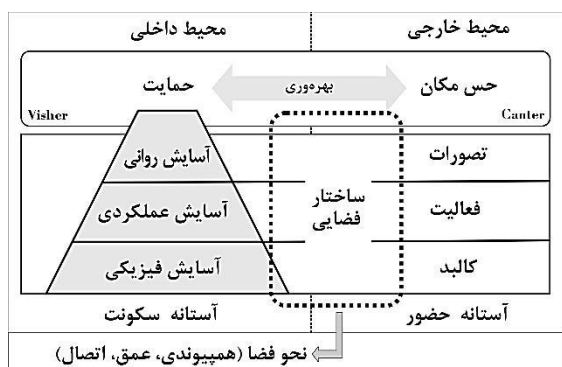 محیط خارجی
محیط داخلی
حس مکان
بهره‌وری
حمایت
Canter
Visher
تصورات
آسایش روانی
فعالیت
ساختار
فضایی
آسایش عملکردی
کالبد
آسایش فیزیکی
آستانه حضور
آستانه سکونت
نحو فضا (همپیوندی، عمق، اتصال)